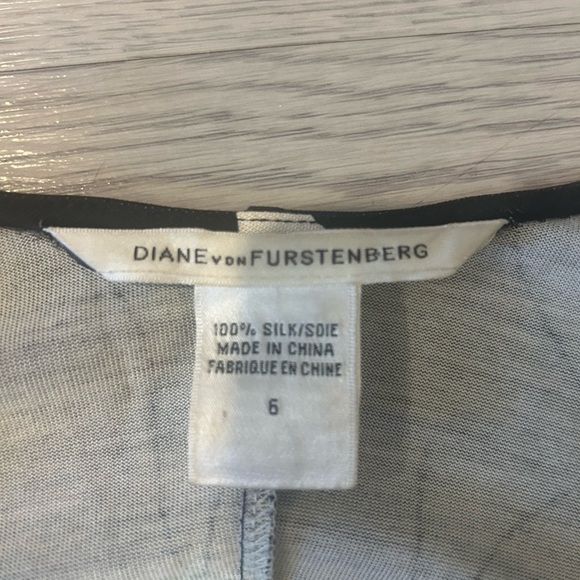 DIANE VON FURSTENBERG
100% SILK/SOIE
MADE IN CHINA
FABRIQUE EN CHINE
6